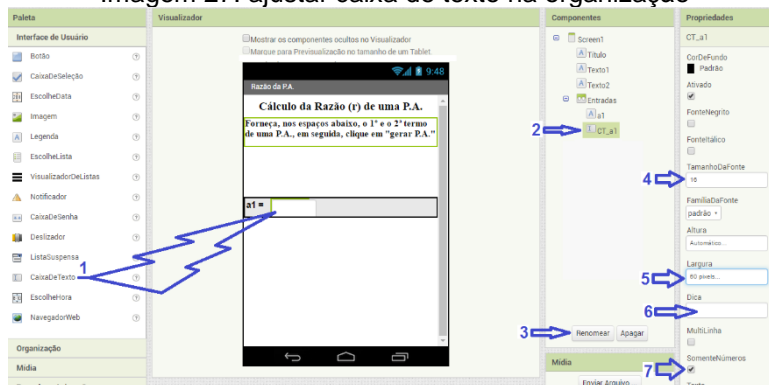 Imagem 27: ajustar caixa de texto na organização
Paleta
Interface de Usuário
Botão
CaixaDeSeleção
EscolheData
Imagem
Legenda
EscolheLista
VisualizadorDeListas
Notificador
CaixaDeSenha
Deslizador
ListaSuspensa
1
CaixaDeTexto
EscolheHora
NavegadorWeb
Organização
Mídia
Visualizador
Mostrar os componentes ocultos no Visualizador
Marque para Previsualização no tamanho de um Tablet.
9:48
Razão da P.A.
Cálculo da Razão (r) de uma P.A.
Forneça, nos espaços abaixo, o 1º e o 2º termo
de uma P.A., em seguida, clique em "gerar P.A."
a1 =
Componentes
Screen1
Título
Texto1
Texto2
Entradas
a1
2
CT_a1
3
Renomear
Apagar
Mídia
Enviar Arquivo...
Propriedades
CT_a1
CorDeFundo
Padrão
Ativado
FonteNegrito
FonteItálico
TamanhoDaFonte
4
16
FamíliaDaFonte
padrão
Altura
Automático...
Largura
5
60 pixels...
Dica
6
MultiLinha
SomenteNúmeros
7
Texto